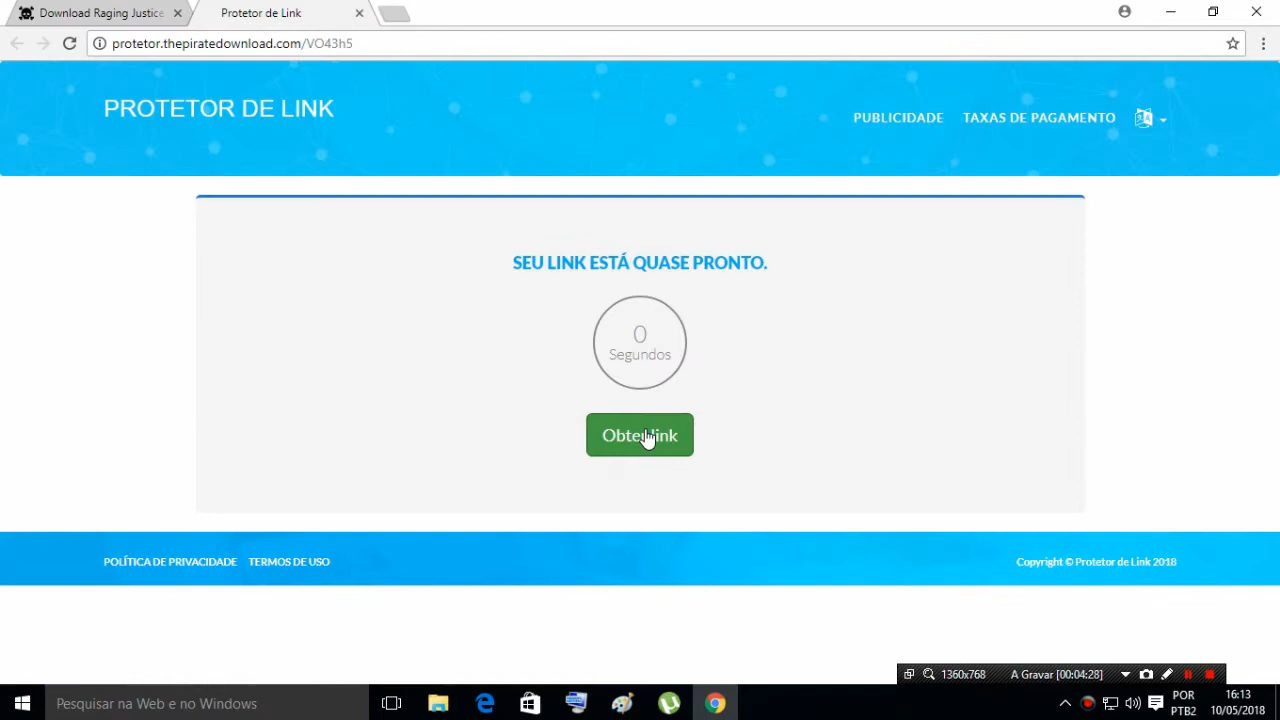 Download Raging Justice
Protetor de Link
protetor.thepiratedownload.com/VO43h5
PROTETOR DE LINK
PUBLICIDADE
TAXAS DE PAGAMENTO
SEU LINK ESTÁ QUASE PRONTO.
0
Segundos
Obter link
POLÍTICA DE PRIVACIDADE
TERMOS DE USO
Copyright © Protetor de Link 2018
1360x768
A Gravar [00:04:28]
Pesquisar na Web e no Windows
POR
PTB2
16:13
10/05/2018